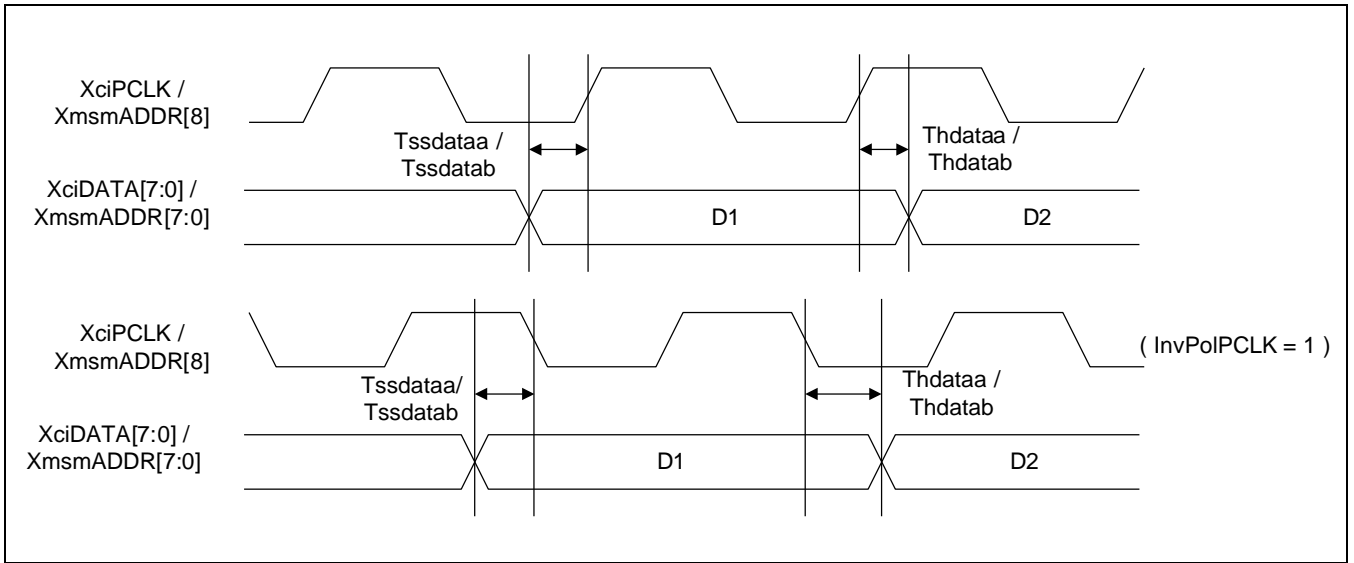 XciPCLK /
XmsmADDR[8]
Tssdataa /
Tssdatab
Thdataa /
Thdatab
XciDATA[7:0] /
XmsmADDR[7:0]
D1
D2
XciPCLK /
XmsmADDR[8]
( InvPolPCLK = 1 )
Tssdataa/
Tssdatab
Thdataa /
Thdatab
XciDATA[7:0] /
XmsmADDR[7:0]
D1
D2